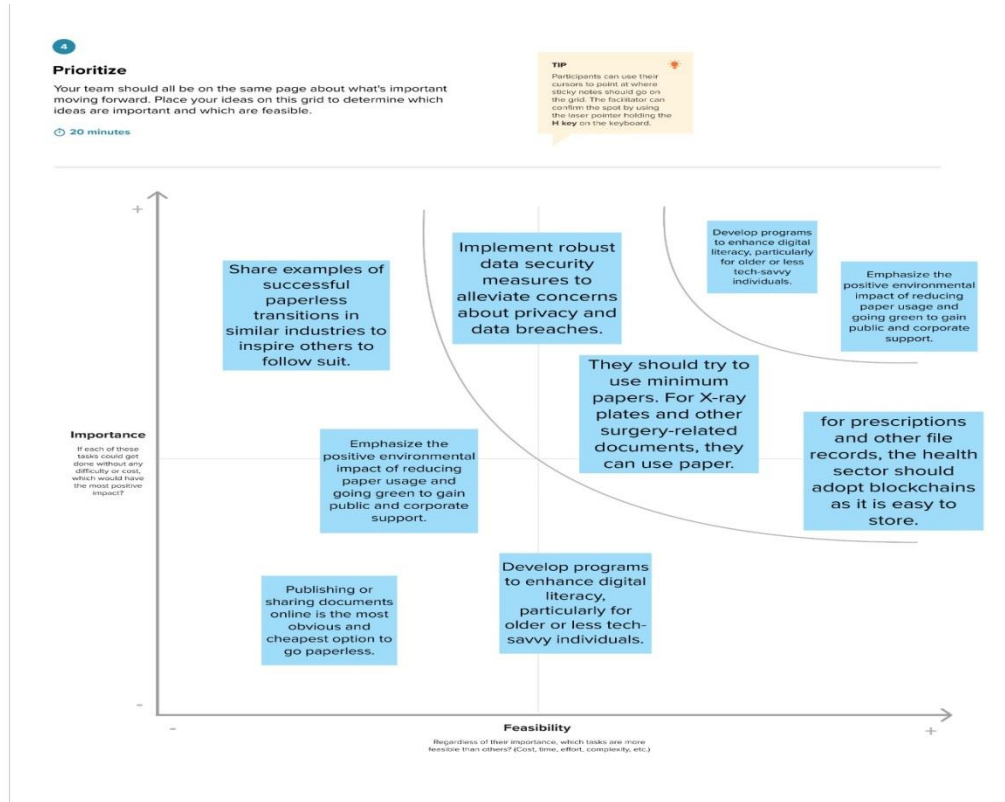 4
Prioritize
Your team should all be on the same page about what's important
moving forward. Place your ideas on this grid to determine which
ideas are important and which are feasible.
20 minutes
TIP
Participants can use their
cursors to point at where
sticky notes should go on
the grid. The facilitator can
confirm the spot by using
the laser pointer holding the
H key on the keyboard.
+
Share examples of
successful
paperless
transitions in
similar industries to
inspire others to
follow suit.
Implement robust
data security
measures to
alleviate concerns
about privacy and
data breaches.
Develop programs
to enhance digital
literacy, particularly
for older or less
tech-savvy
individuals.
Emphasize the
positive environmental
impact of reducing
paper usage and
going green to gain
public and corporate
support.
They should try to
use minimum
papers. For X-ray
plates and other
surgery-related
documents, they
can use paper.
for prescriptions
and other file
records, the health
sector should
adopt blockchains
as it is easy to
store.
Importance
If each of these
tasks could get
done without any
difficulty or cost,
which would have
the most positive
impact?
Emphasize the
positive environmental
impact of reducing
paper usage and
going green to gain
public and corporate
support.
Publishing or
sharing documents
online is the most
obvious and
cheapest option to
go paperless.
Develop programs
to enhance digital
literacy,
particularly for
older or less tech-
savvy individuals.
-
-
Feasibility
+
Regardless of their importance, which tasks are more
feasible than others? (Cost, time, effort, complexity, etc.)